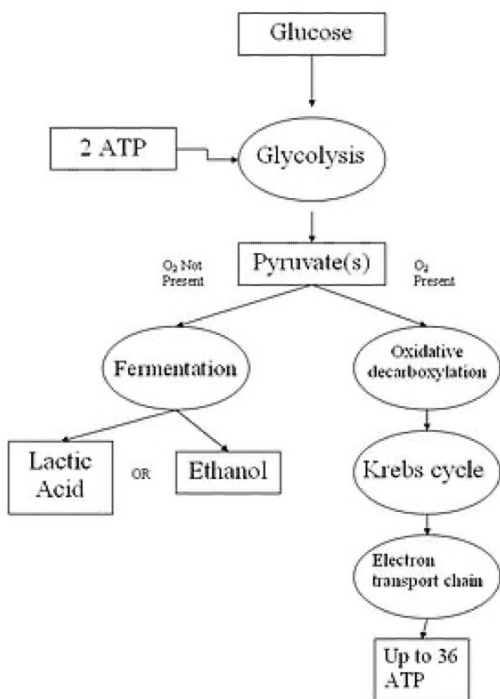 Glucose
2 ATP
Glycolysis
O₂ Not
Present
Pyruvate(s)
O₂
Present
Fermentation
Oxidative
decarboxylation
Lactic
Acid
OR
Ethanol
Krebs cycle
Electron
transport chain
Up to 36
ATP